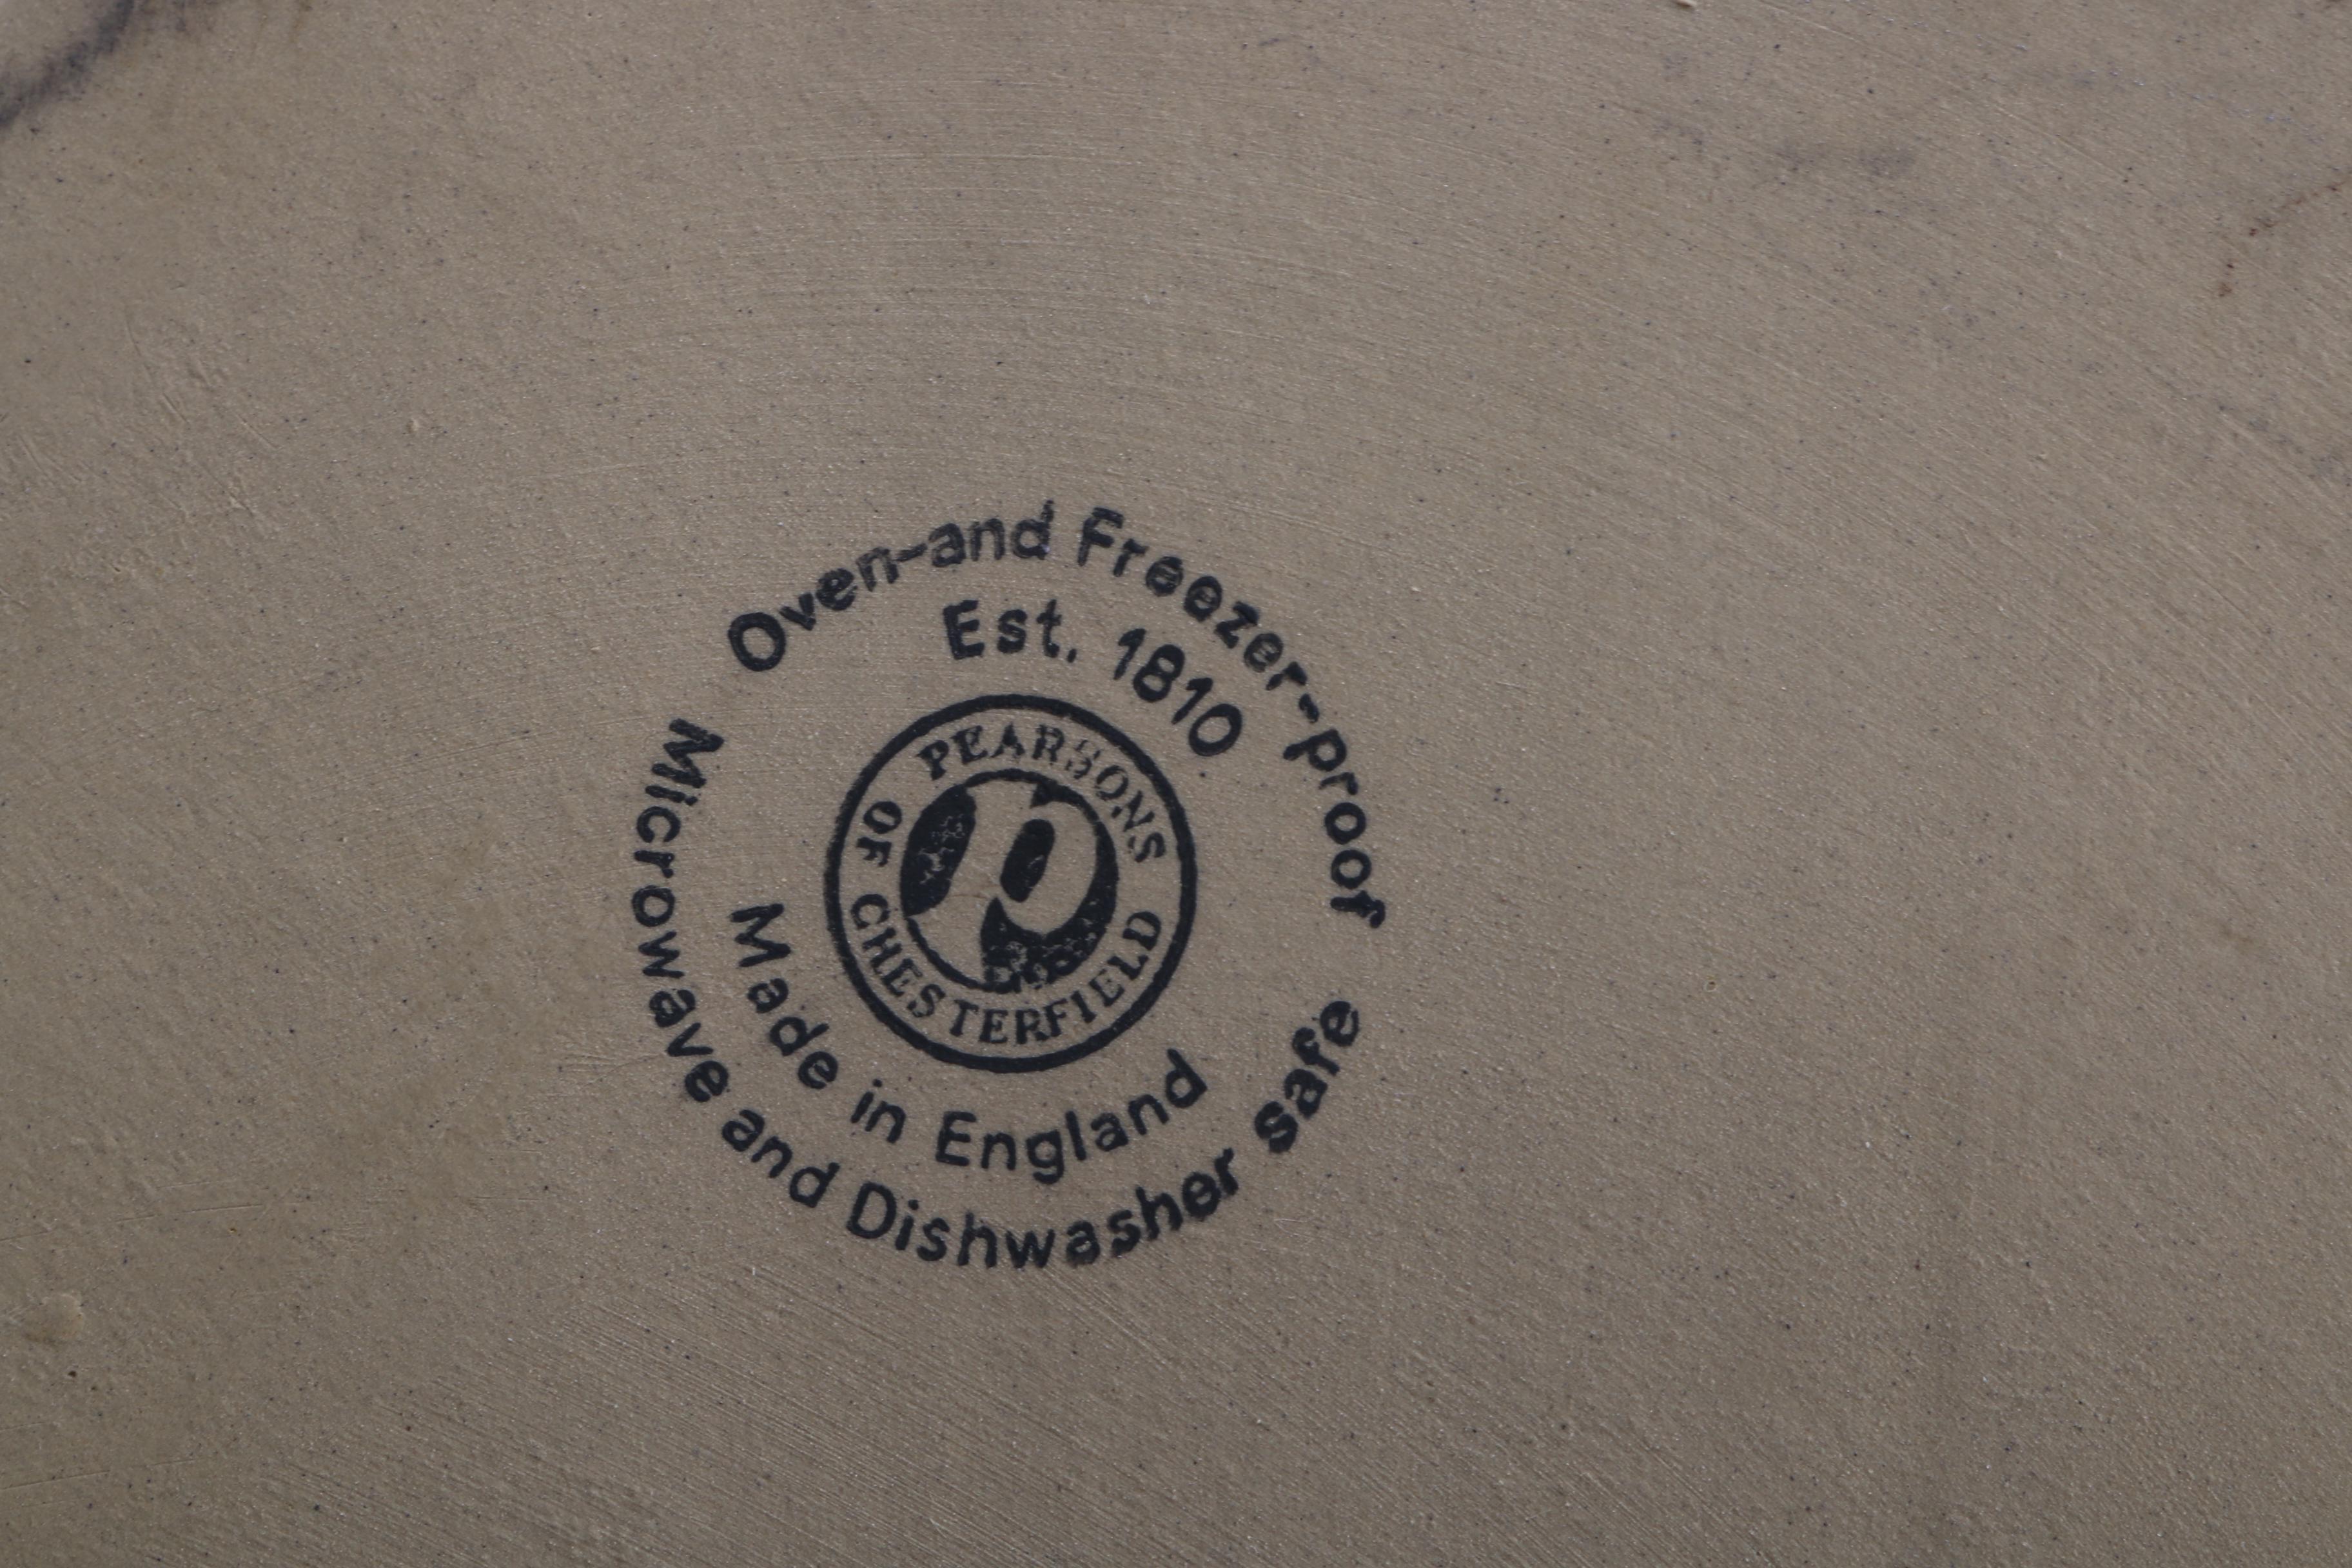 Oven-and Freezer-proof
Est. 1810
PEARSONS
OF CHESTERFIELD
P
Made in England
Microwave and Dishwasher safe